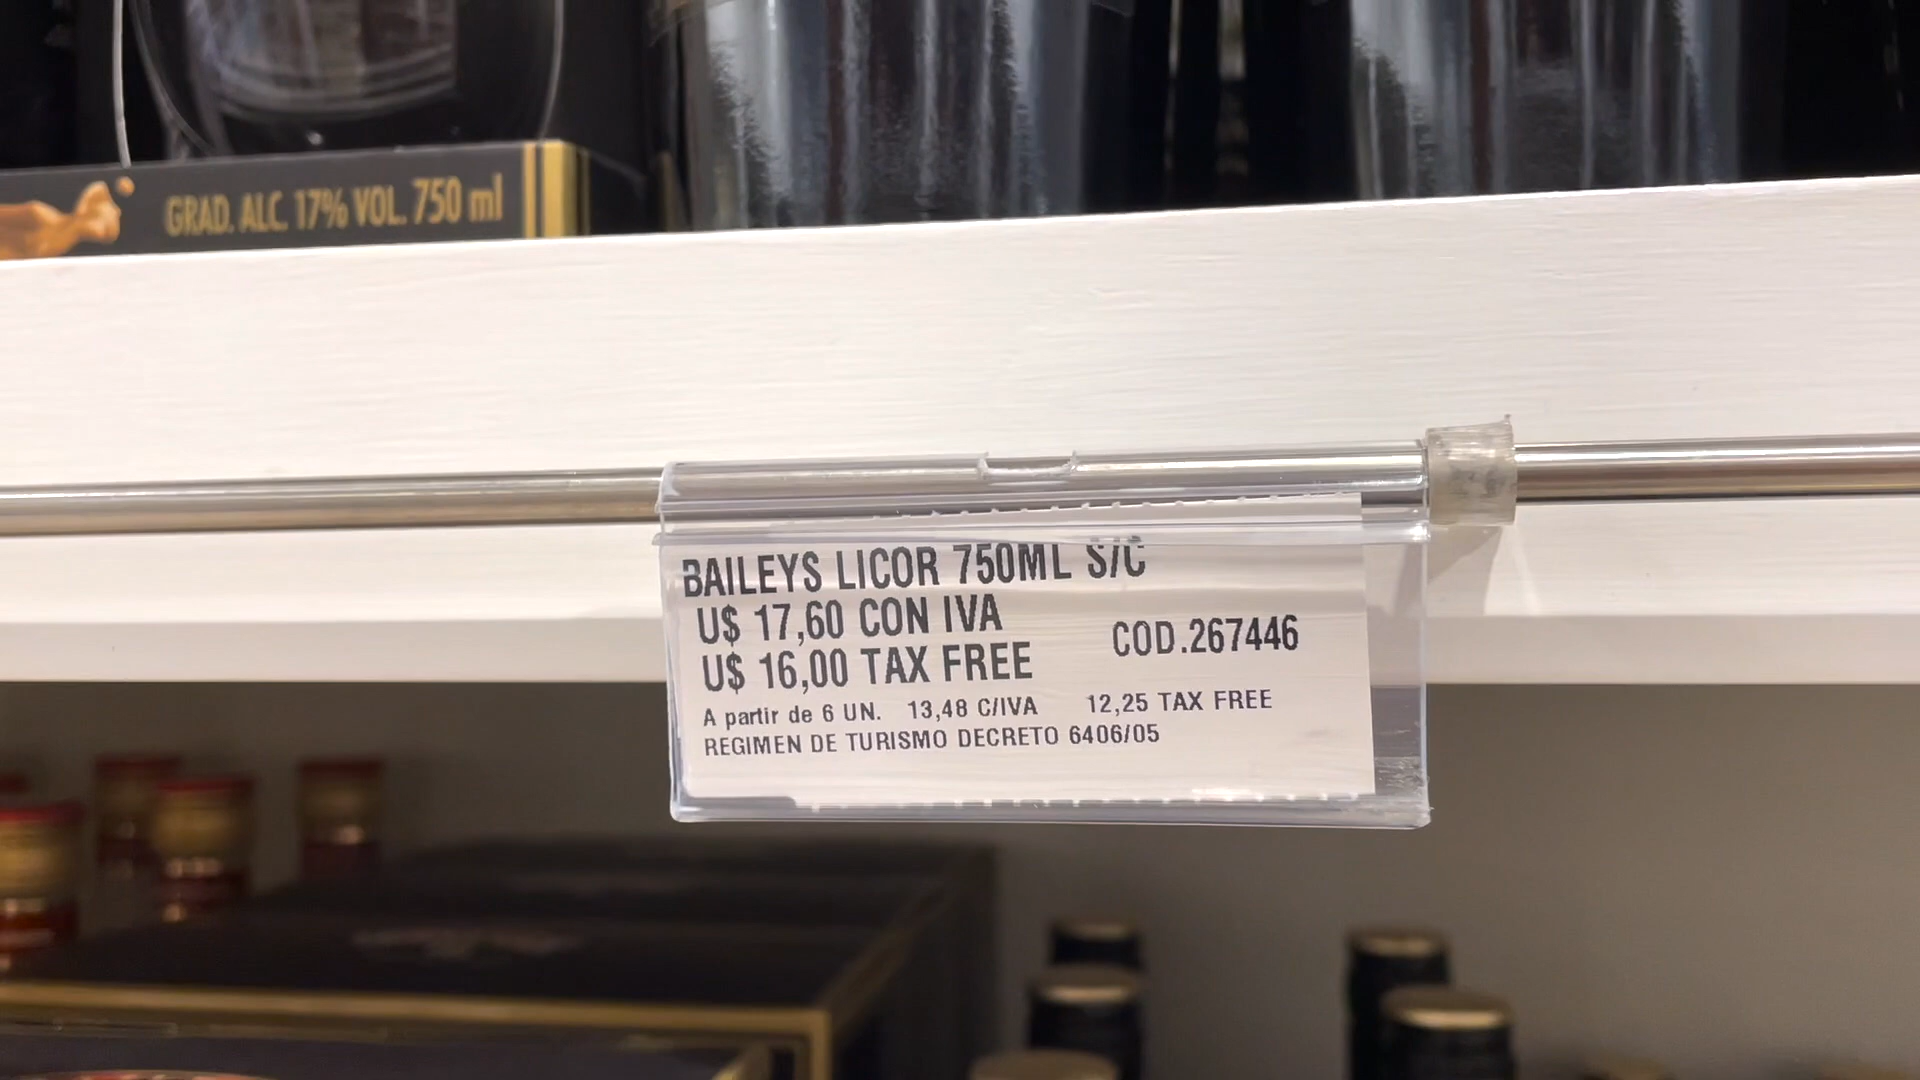 GRAD. ALC. 17% VOL. 750 ml
BAILEYS LICOR 750ML S/C
U$ 17,60 CON IVA
COD.267446
U$ 16,00 TAX FREE
A partir de 6 UN. 13,48 C/IVA 12,25 TAX FREE
REGIMEN DE TURISMO DECRETO 6406/05